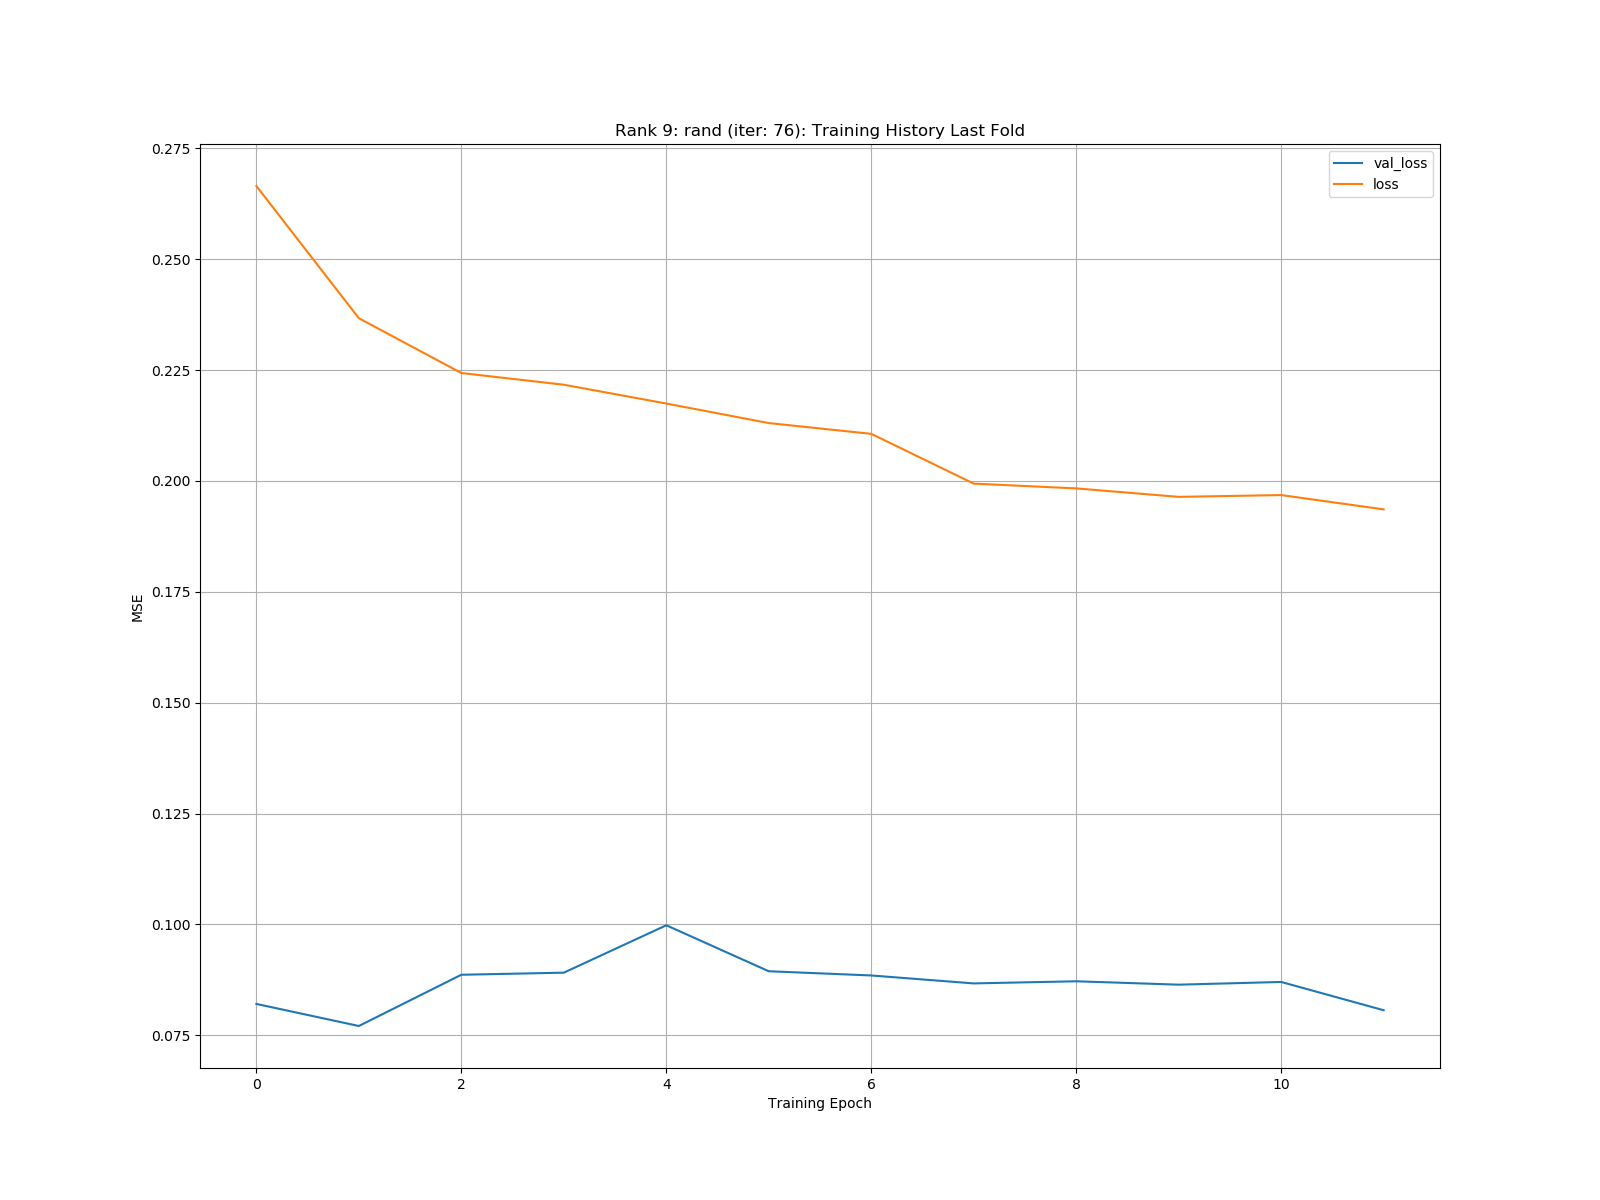 Rank 9: rand (iter: 76): Training History Last Fold
val_loss
loss
0.275
0.250
0.225
0.200
0.175
0.150
0.125
0.100
0.075
MSE
0 2 4 6 8 10
Training Epoch